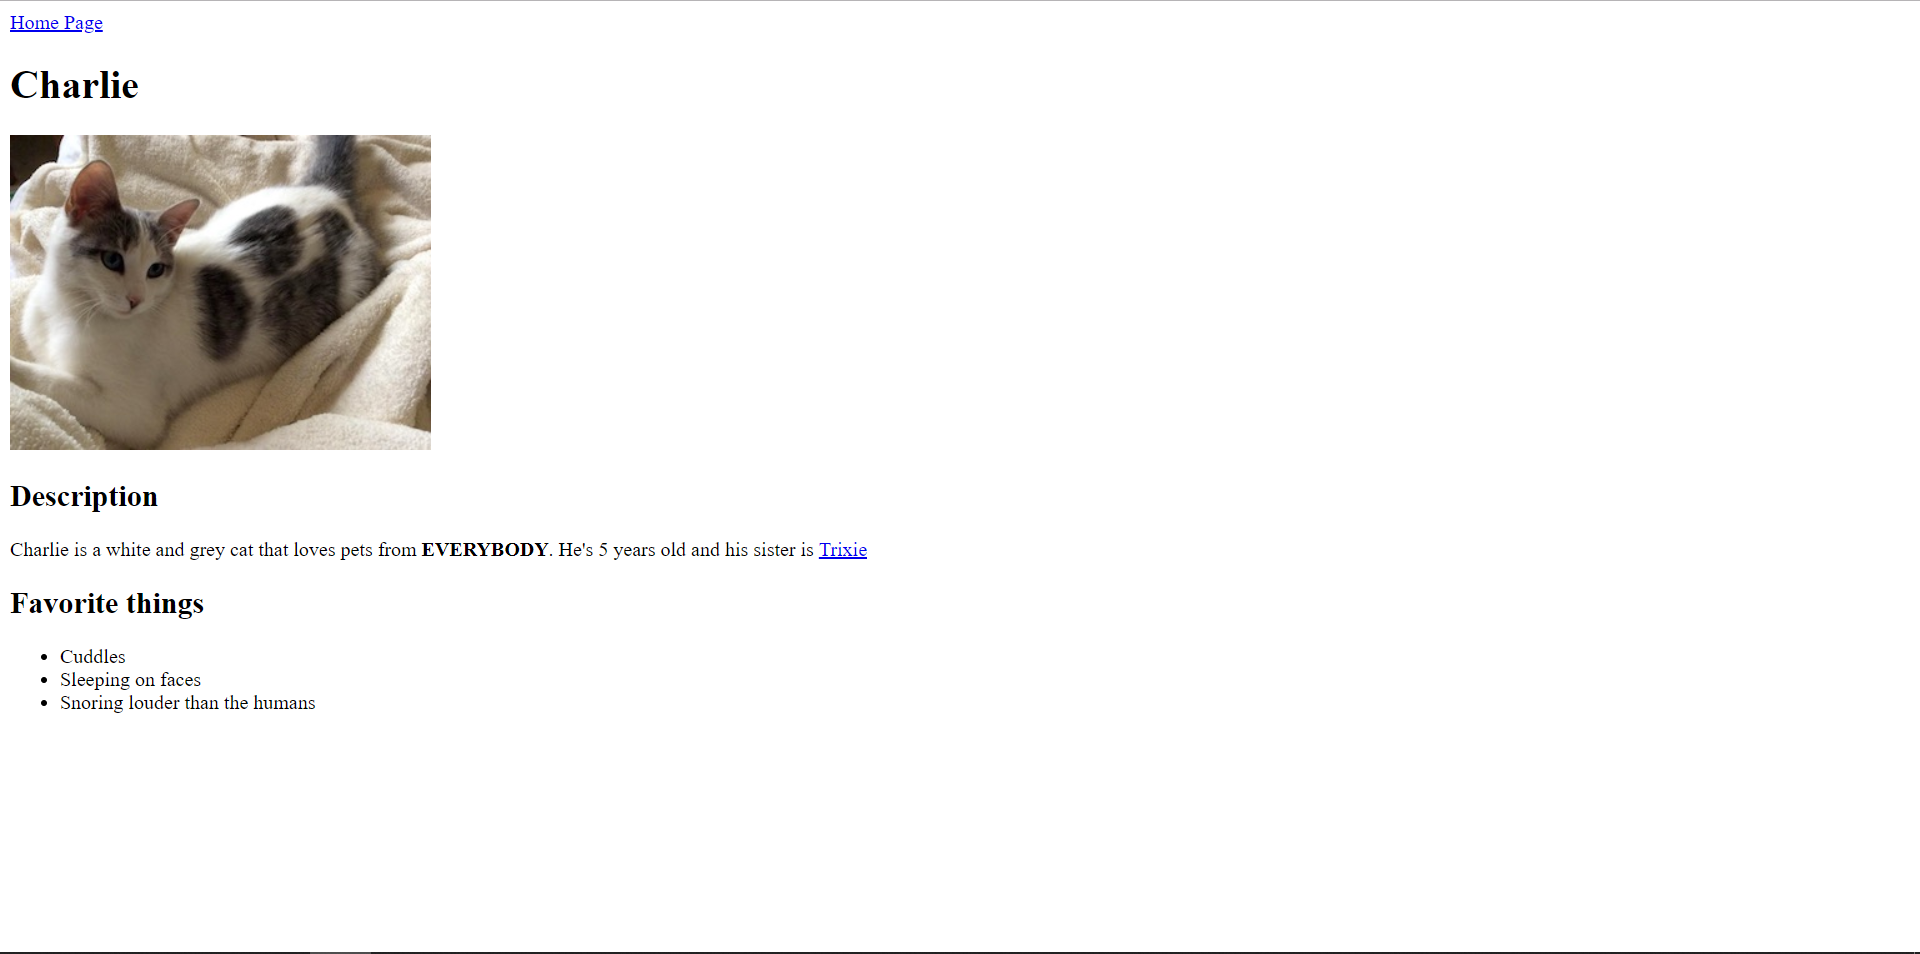 Home Page
Charlie
Description
Charlie is a white and grey cat that loves pets from EVERYBODY. He's 5 years old and his sister is Trixie
Favorite things
Cuddles
Sleeping on faces
Snoring louder than the humans